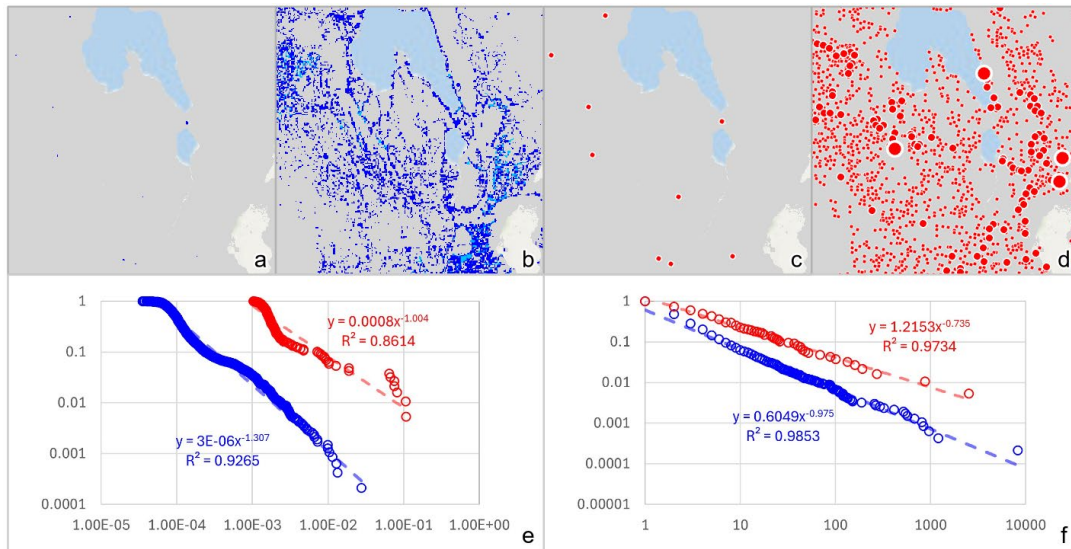 a
b
c
d
1
0.1
0.01
0.001
0.0001
1.00E-05 1.00E-04 1.00E-03 1.00E-02 1.00E-01 1.00E+00
y = 0.0008x^-1.004
R² = 0.8614
y = 3E-06x^-1.307
R² = 0.9265
e
1
0.1
0.01
0.001
0.0001
0.00001
1 10 100 1000 10000
y = 1.2153x^-0.735
R² = 0.9734
y = 0.6049x^-0.975
R² = 0.9853
f